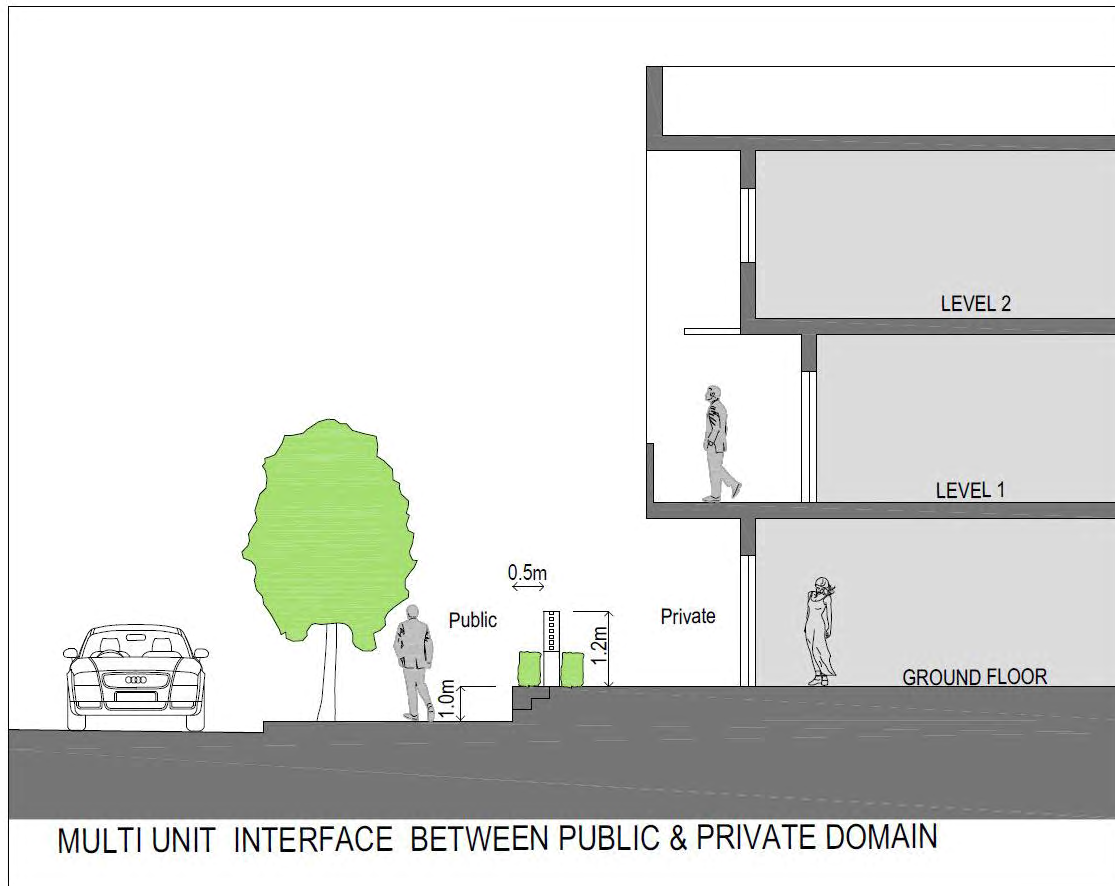 LEVEL 2
LEVEL 1
0.5m
Public
Private
1.2m
1.0m
GROUND FLOOR
MULTI UNIT INTERFACE BETWEEN PUBLIC & PRIVATE DOMAIN